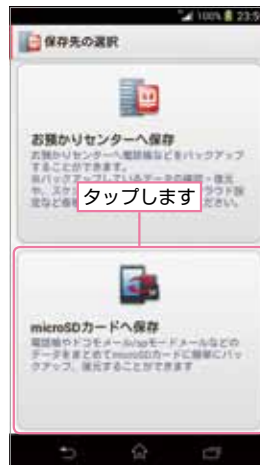 100% 23:5
保存先の選択
お預かりセンターへ保存
お預かりセンターへ電話帳などをバックアップ
することができます。
タップします
microSDカードへ保存
電話帳やドコモメール/spモードメールなどの
データをまとめてmicroSDカードに簡単にバッ
クアップ、復元することができます